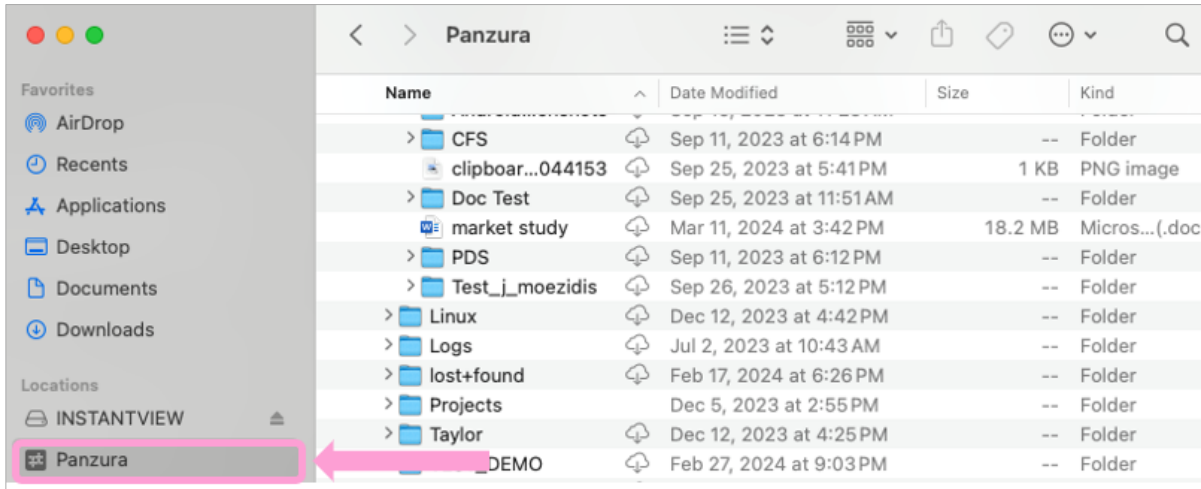 Panzura
Favorites
AirDrop
Recents
Applications
Desktop
Documents
Downloads
Locations
INSTANTVIEW
Panzura
Name Date Modified Size Kind
CFS Sep 11, 2023 at 6:14 PM -- Folder
clipboar...044153 Sep 25, 2023 at 5:41 PM 1 KB PNG image
Doc Test Sep 25, 2023 at 11:51 AM -- Folder
market study Mar 11, 2024 at 3:42 PM 18.2 MB Micros...(.doc
PDS Sep 11, 2023 at 6:12 PM -- Folder
Test_j_moezidis Sep 26, 2023 at 5:12 PM -- Folder
Linux Dec 12, 2023 at 4:42 PM -- Folder
Logs Jul 2, 2023 at 10:43 AM -- Folder
lost+found Feb 17, 2024 at 6:26 PM -- Folder
Projects Dec 5, 2023 at 2:55 PM -- Folder
Taylor Dec 12, 2023 at 4:25 PM -- Folder
_DEMO Feb 27, 2024 at 9:03 PM -- Folder